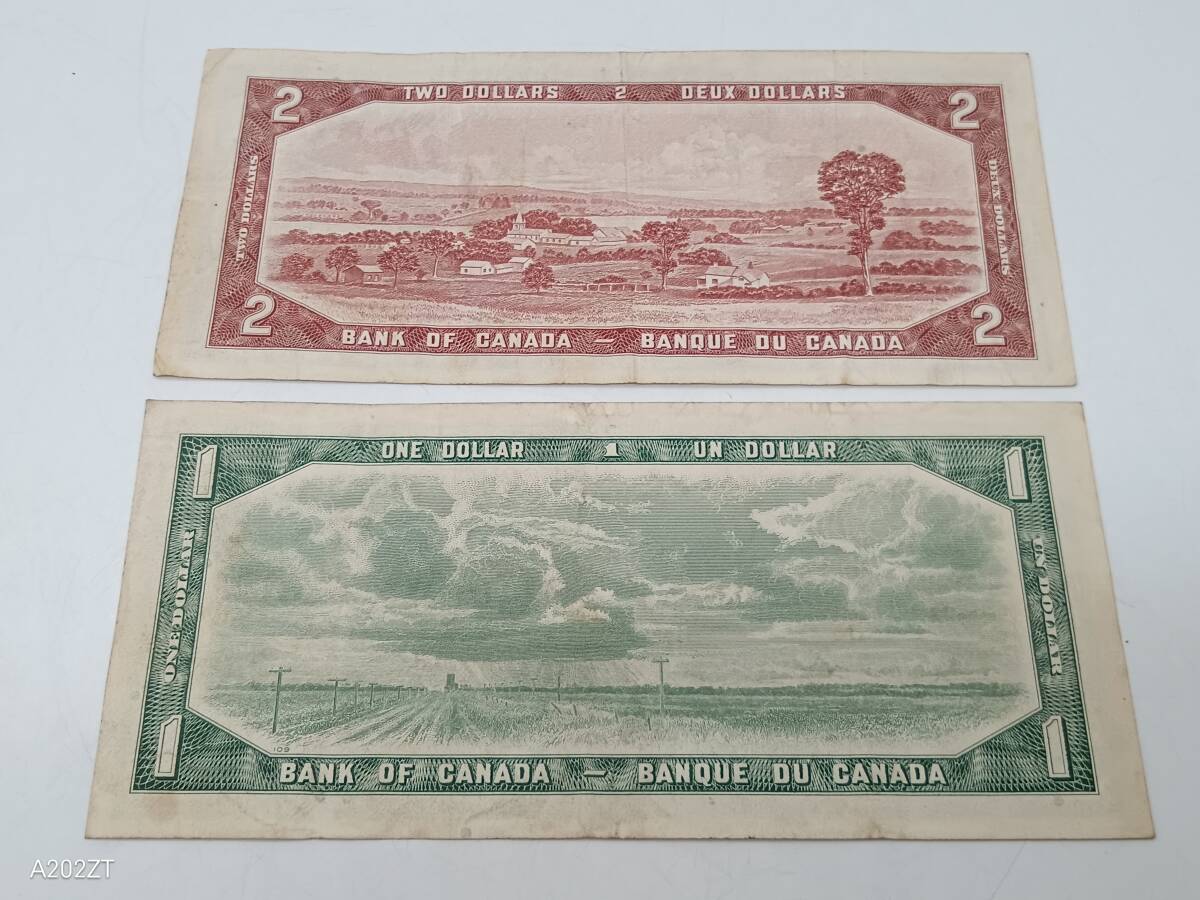 2 TWO DOLLARS 2 DEUX DOLLARS 2
TWO DOLLARS
DEUX DOLLARS
2 BANK OF CANADA — BANQUE DU CANADA 2
1 ONE DOLLAR 1 UN DOLLAR 1
ONE DOLLAR
UN DOLLAR
109
1 BANK OF CANADA — BANQUE DU CANADA 1
A202ZT